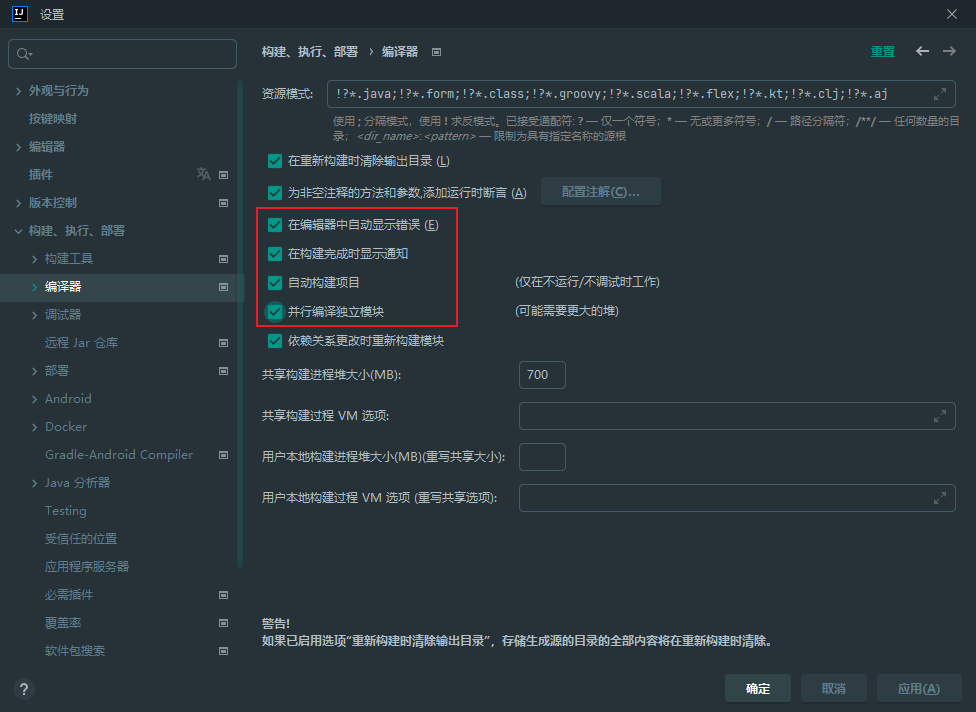 设置
外观与行为
按键映射
编辑器
插件
版本控制
构建、执行、部署
构建工具
编译器
调试器
远程 Jar 仓库
部署
Android
Docker
Gradle-Android Compiler
Java 分析器
Testing
受信任的位置
应用程序服务器
必需插件
覆盖率
软件包搜索
?
构建、执行、部署 › 编译器
重置
资源模式: !?*.java;!?*.form;!?*.class;!?*.groovy;!?*.scala;!?*.flex;!?*.kt;!?*.clj;!?*.aj
使用 ; 分隔模式，使用 ! 求反模式。已接受通配符: ? — 仅一个符号; * — 无或更多符号; / — 路径分隔符; /**/ — 任何数量的目
录; <dir_name>:<pattern> — 限制为具有指定名称的源根
在重新构建时清除输出目录 (L)
为非空注释的方法和参数,添加运行时断言 (A) 配置注解(C)...
在编辑器中自动显示错误 (E)
在构建完成时显示通知
自动构建项目 (仅在不运行/不调试时工作)
并行编译独立模块 (可能需要更大的堆)
依赖关系更改时重新构建模块
共享构建进程堆大小(MB): 700
共享构建过程 VM 选项:
用户本地构建进程堆大小(MB)(重写共享大小):
用户本地构建过程 VM 选项 (重写共享选项):
警告!
如果已启用选项“重新构建时清除输出目录”，存储生成源的目录的全部内容将在重新构建时清除。
确定 取消 应用(A)